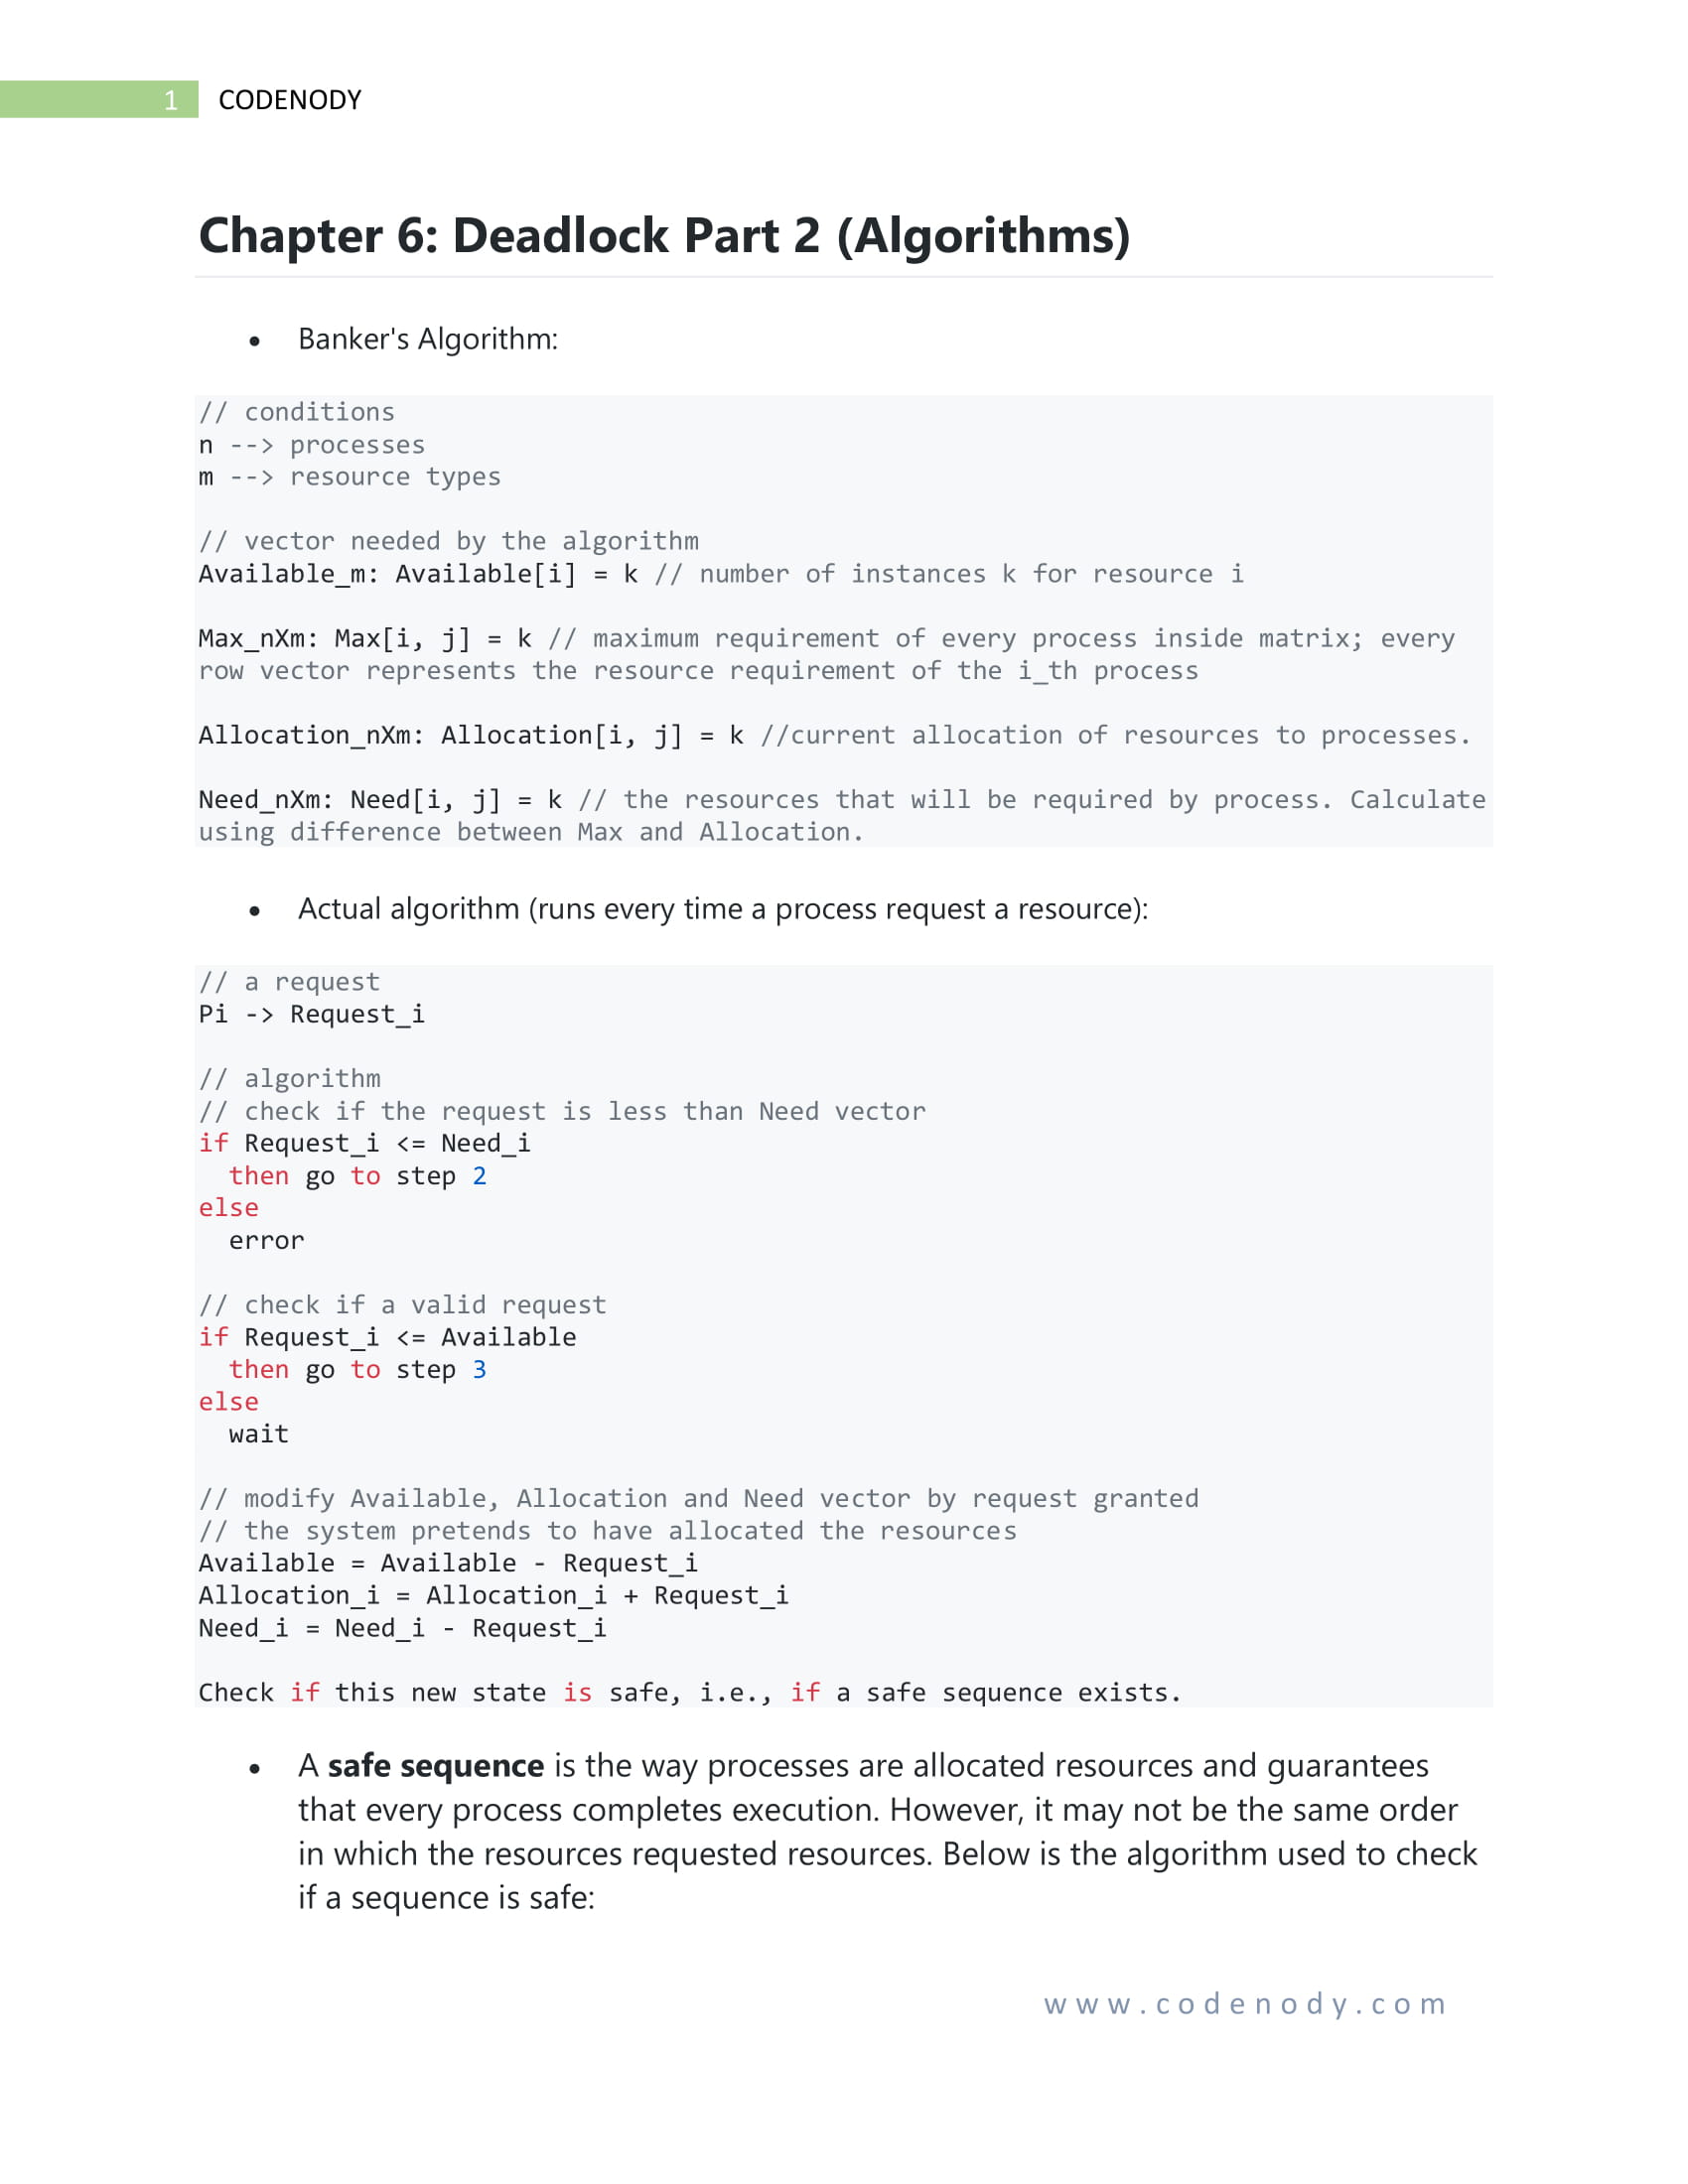 1 CODENODY
Chapter 6: Deadlock Part 2 (Algorithms)
• Banker's Algorithm:
// conditions
n --> processes
m --> resource types
// vector needed by the algorithm
Available_m: Available[i] = k // number of instances k for resource i
Max_nXm: Max[i, j] = k // maximum requirement of every process inside matrix; every
row vector represents the resource requirement of the i_th process
Allocation_nXm: Allocation[i, j] = k //current allocation of resources to processes.
Need_nXm: Need[i, j] = k // the resources that will be required by process. Calculate
using difference between Max and Allocation.
• Actual algorithm (runs every time a process request a resource):
// a request
Pi -> Request_i
// algorithm
// check if the request is less than Need vector
if Request_i <= Need_i
  then go to step 2
else
  error
// check if a valid request
if Request_i <= Available
  then go to step 3
else
  wait
// modify Available, Allocation and Need vector by request granted
// the system pretends to have allocated the resources
Available = Available - Request_i
Allocation_i = Allocation_i + Request_i
Need_i = Need_i - Request_i
Check if this new state is safe, i.e., if a safe sequence exists.
• A safe sequence is the way processes are allocated resources and guarantees
that every process completes execution. However, it may not be the same order
in which the resources requested resources. Below is the algorithm used to check
if a sequence is safe:
www.codenody.com